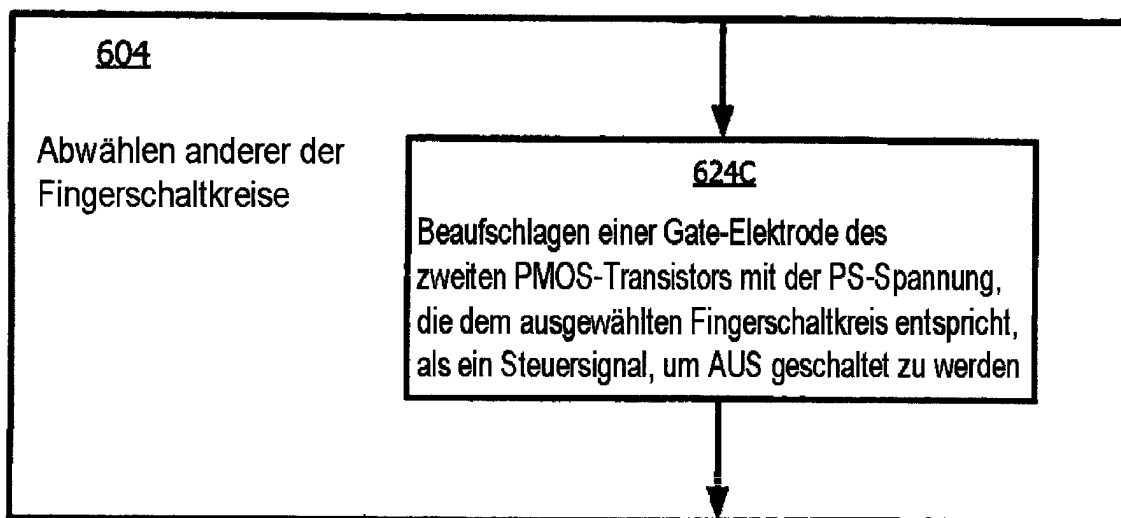 604
Abwählen anderer der
Fingerschaltkreise
624C
Beaufschlagen einer Gate-Elektrode des
zweiten PMOS-Transistors mit der PS-Spannung,
die dem ausgewählten Fingerschaltkreis entspricht,
als ein Steuersignal, um AUS geschaltet zu werden